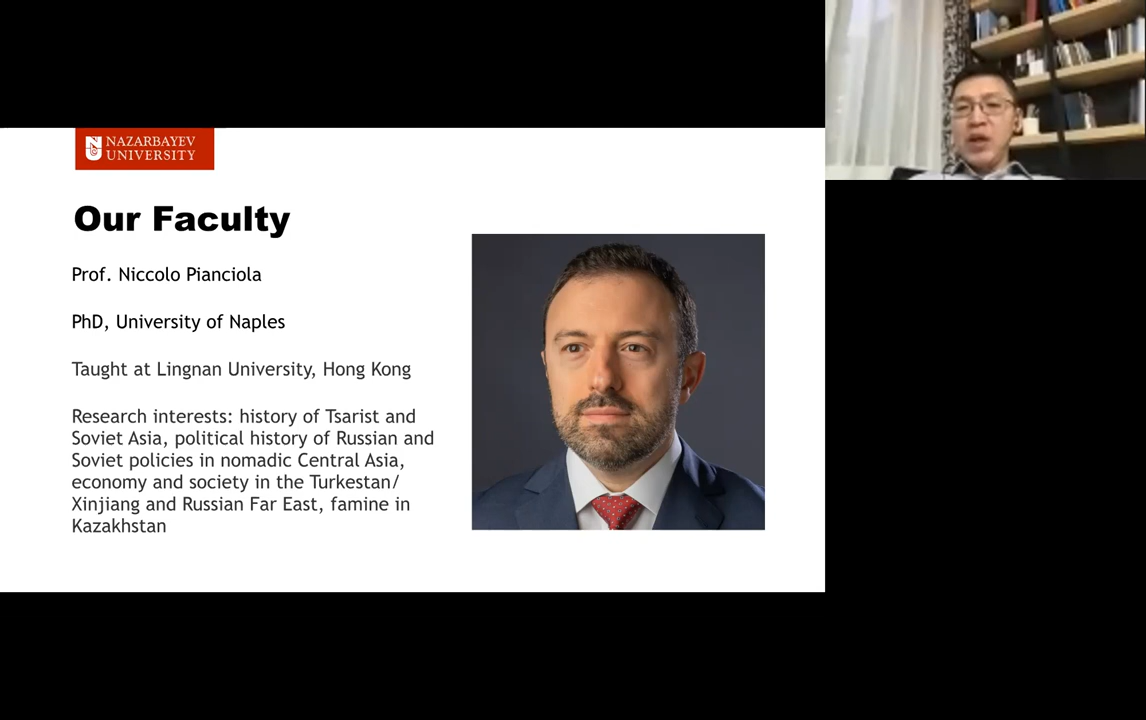 NAZARBAYEV
UNIVERSITY
Our Faculty
Prof. Niccolo Pianciola
PhD, University of Naples
Taught at Lingnan University, Hong Kong
Research interests: history of Tsarist and
Soviet Asia, political history of Russian and
Soviet policies in nomadic Central Asia,
economy and society in the Turkestan/
Xinjiang and Russian Far East, famine in
Kazakhstan